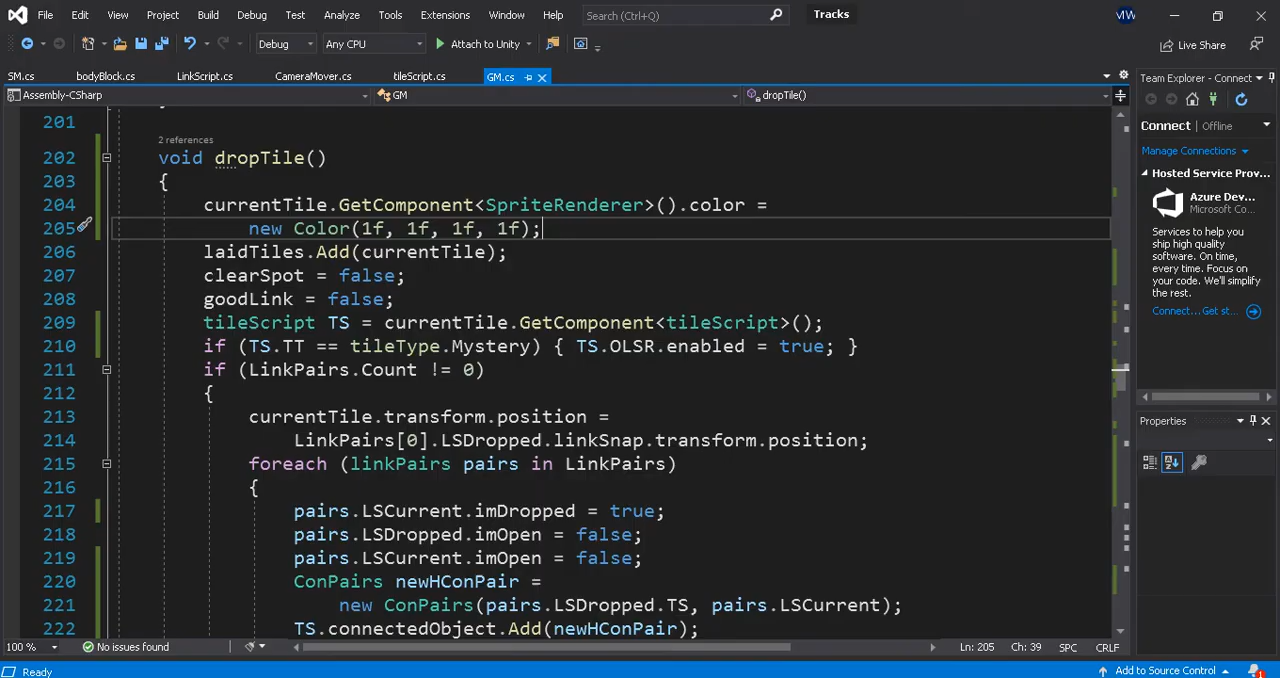 File Edit View Project Build Debug Test Analyze Tools Extensions Window Help Search (Ctrl+Q) Tracks MW
Debug Any CPU Attach to Unity Live Share
SM.cs bodyBlock.cs LinkScript.cs CameraMover.cs tileScript.cs GM.cs
Assembly-CSharp GM dropTile()
201
2 references
202 void dropTile()
203 {
204 currentTile.GetComponent<SpriteRenderer>().color =
205 new Color(1f, 1f, 1f, 1f);
206 laidTiles.Add(currentTile);
207 clearSpot = false;
208 goodLink = false;
209 tileScript TS = currentTile.GetComponent<tileScript>();
210 if (TS.TT == tileType.Mystery) { TS.OLSR.enabled = true; }
211 if (LinkPairs.Count != 0)
212 {
213 currentTile.transform.position =
214 LinkPairs[0].LSDropped.linkSnap.transform.position;
215 foreach (linkPairs pairs in LinkPairs)
216 {
217 pairs.LSCurrent.imDropped = true;
218 pairs.LSDropped.imOpen = false;
219 pairs.LSCurrent.imOpen = false;
220 ConPairs newHConPair =
221 new ConPairs(pairs.LSDropped.TS, pairs.LSCurrent);
222 TS.connectedObject.Add(newHConPair);
100 % No issues found Ln: 205 Ch: 39 SPC CRLF
Team Explorer - Connect
Connect | Offline
Manage Connections
Hosted Service Prov...
Azure Dev...
Microsoft Co...
Services to help you ship high quality software. On time, every time. Focus on your code. We'll simplify the rest.
Connect... Get st...
Properties
Ready Add to Source Control 1